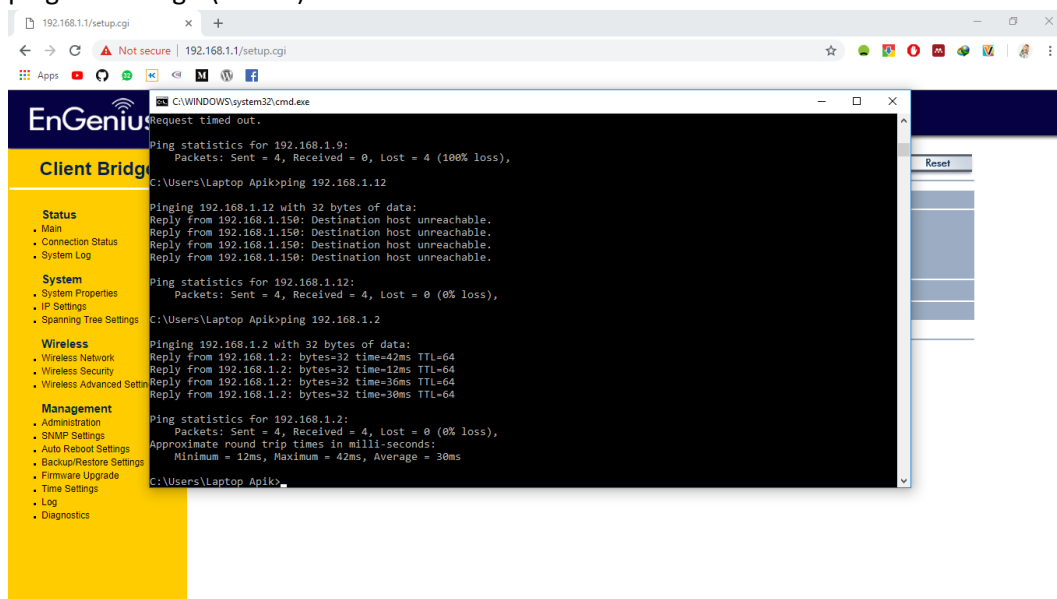 192.168.1.1/setup.cgi
Not secure | 192.168.1.1/setup.cgi
Apps
EnGenius
Client Bridge
Reset
Status
Main
Connection Status
System Log
System
System Properties
IP Settings
Spanning Tree Settings
Wireless
Wireless Network
Wireless Security
Wireless Advanced Settin
Management
Administration
SNMP Settings
Auto Reboot Settings
Backup/Restore Settings
Firmware Upgrade
Time Settings
Log
Diagnostics
C:\WINDOWS\system32\cmd.exe
Request timed out.
Ping statistics for 192.168.1.9:
Packets: Sent = 4, Received = 0, Lost = 4 (100% loss),
C:\Users\Laptop Apik>ping 192.168.1.12
Pinging 192.168.1.12 with 32 bytes of data:
Reply from 192.168.1.150: Destination host unreachable.
Reply from 192.168.1.150: Destination host unreachable.
Reply from 192.168.1.150: Destination host unreachable.
Reply from 192.168.1.150: Destination host unreachable.
Ping statistics for 192.168.1.12:
Packets: Sent = 4, Received = 4, Lost = 0 (0% loss),
C:\Users\Laptop Apik>ping 192.168.1.2
Pinging 192.168.1.2 with 32 bytes of data:
Reply from 192.168.1.2: bytes=32 time=42ms TTL=64
Reply from 192.168.1.2: bytes=32 time=12ms TTL=64
Reply from 192.168.1.2: bytes=32 time=36ms TTL=64
Reply from 192.168.1.2: bytes=32 time=30ms TTL=64
Ping statistics for 192.168.1.2:
Packets: Sent = 4, Received = 4, Lost = 0 (0% loss),
Approximate round trip times in milli-seconds:
Minimum = 12ms, Maximum = 42ms, Average = 30ms
C:\Users\Laptop Apik>